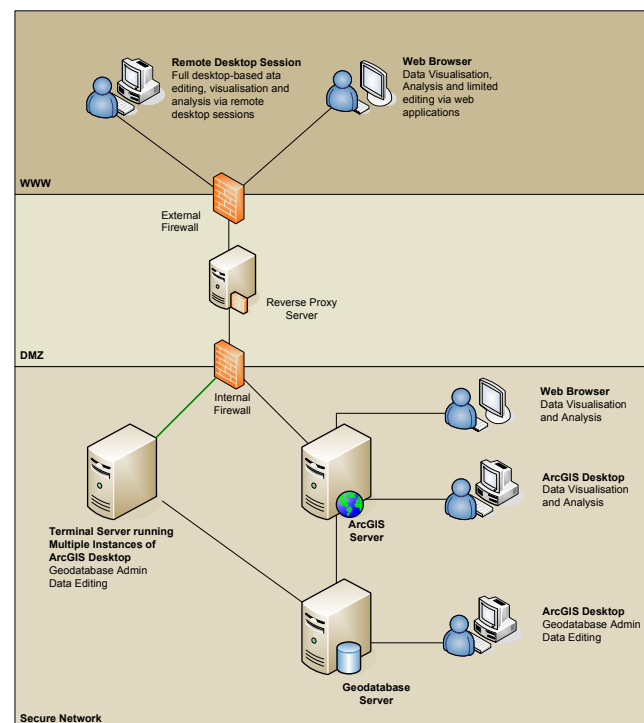 Remote Desktop Session
Full desktop-based ata
editing, visualisation and
analysis via remote
desktop sessions
Web Browser
Data Visualisation,
Analysis and limited
editing via web
applications
WWW
External
Firewall
Reverse Proxy
Server
DMZ
Internal
Firewall
Web Browser
Data Visualisation
and Analysis
ArcGIS Desktop
Data Visualisation
and Analysis
ArcGIS
Server
Terminal Server running
Multiple Instances of
ArcGIS Desktop
Geodatabase Admin
Data Editing
ArcGIS Desktop
Geodatabase Admin
Data Editing
Geodatabase
Server
Secure Network